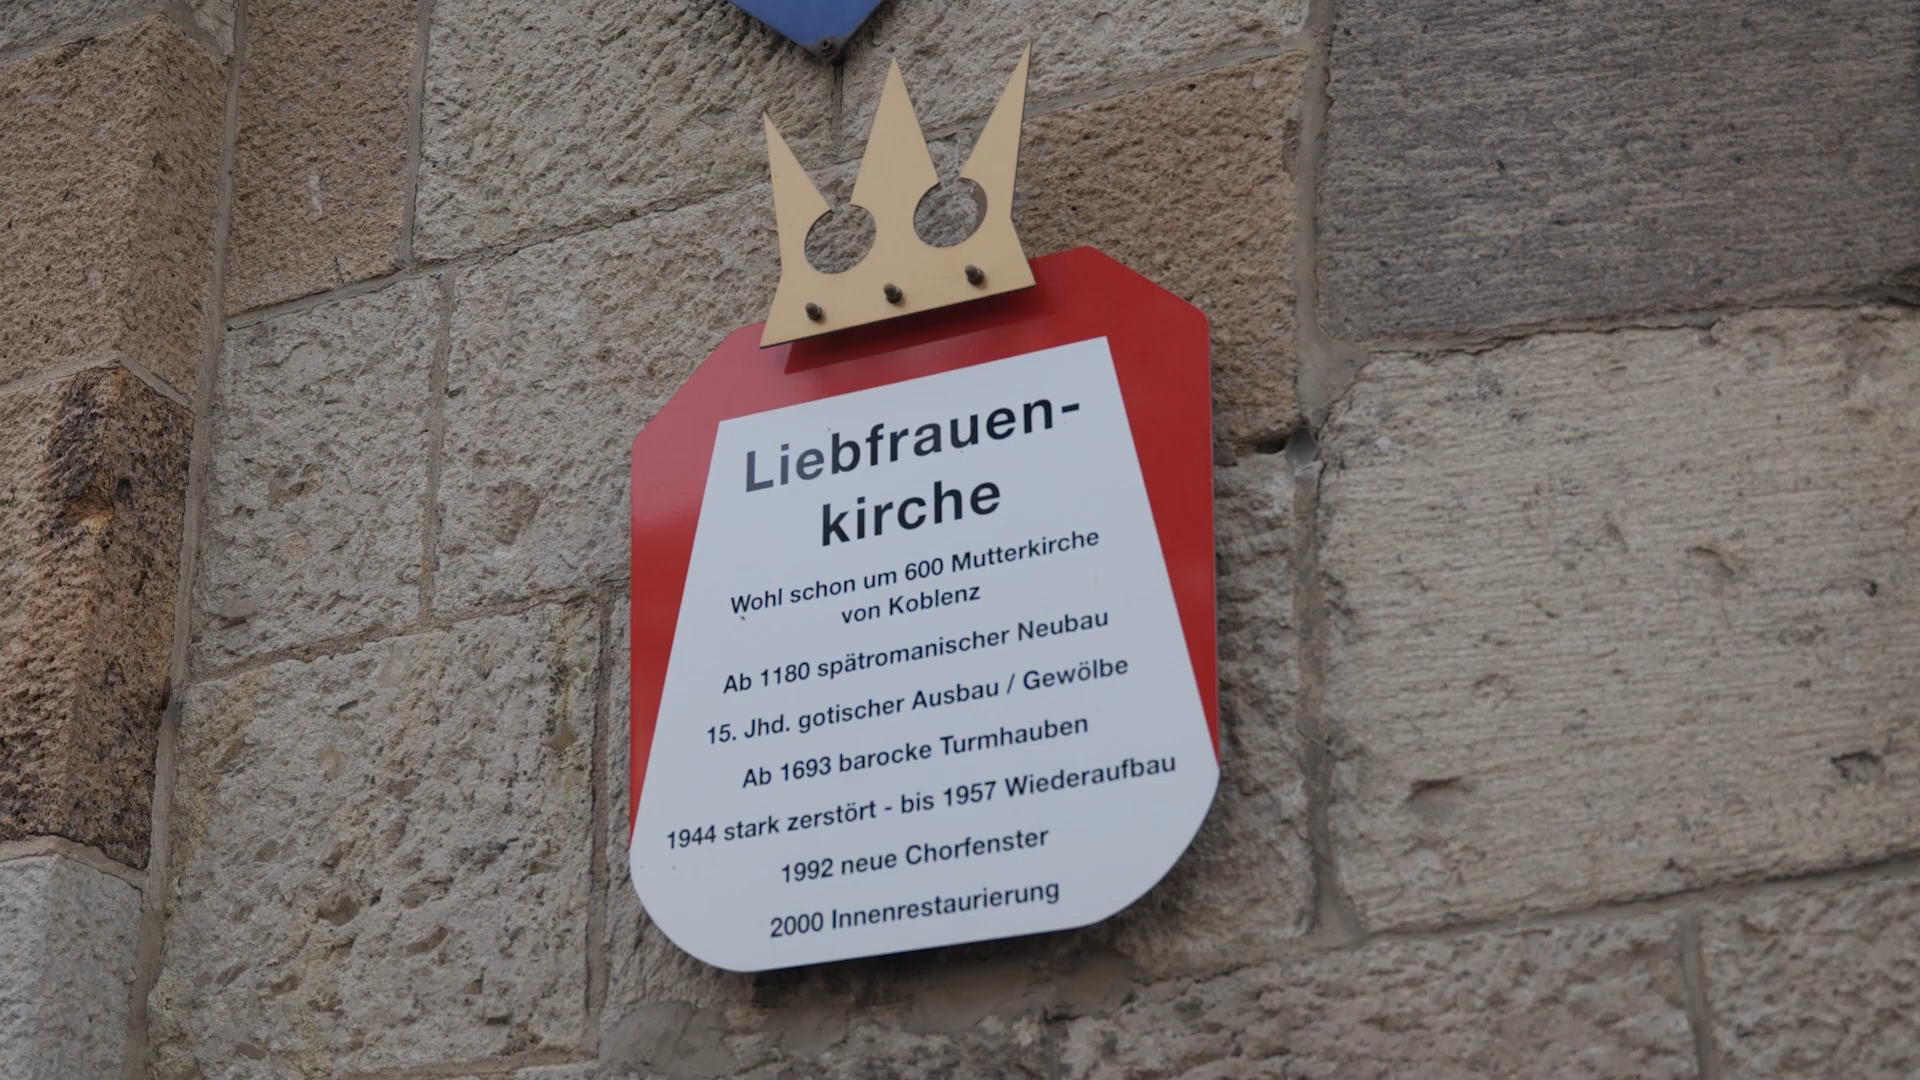 Liebfrauen-
kirche
Wohl schon um 600 Mutterkirche
von Koblenz
Ab 1180 spätromanischer Neubau
15. Jhd. gotischer Ausbau / Gewölbe
Ab 1693 barocke Turmhauben
1944 stark zerstört - bis 1957 Wiederaufbau
1992 neue Chorfenster
2000 Innenrestaurierung